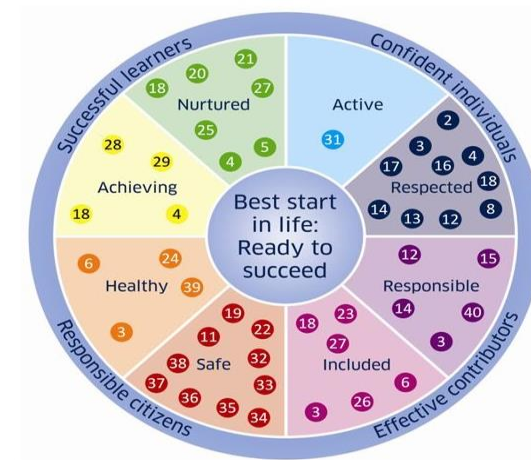 Successful learners
Confident individuals
Responsible citizens
Effective contributors
Best start
in life:
Ready to
succeed
Nurtured
21
20
18
27
25
5
4
Active
31
Respected
2
3
4
17
16
18
14
13
12
8
Responsible
12
15
14
40
3
Included
23
18
27
6
26
3
Safe
19
22
11
32
38
33
37
36
35
34
Healthy
24
6
39
3
Achieving
28
29
18
4